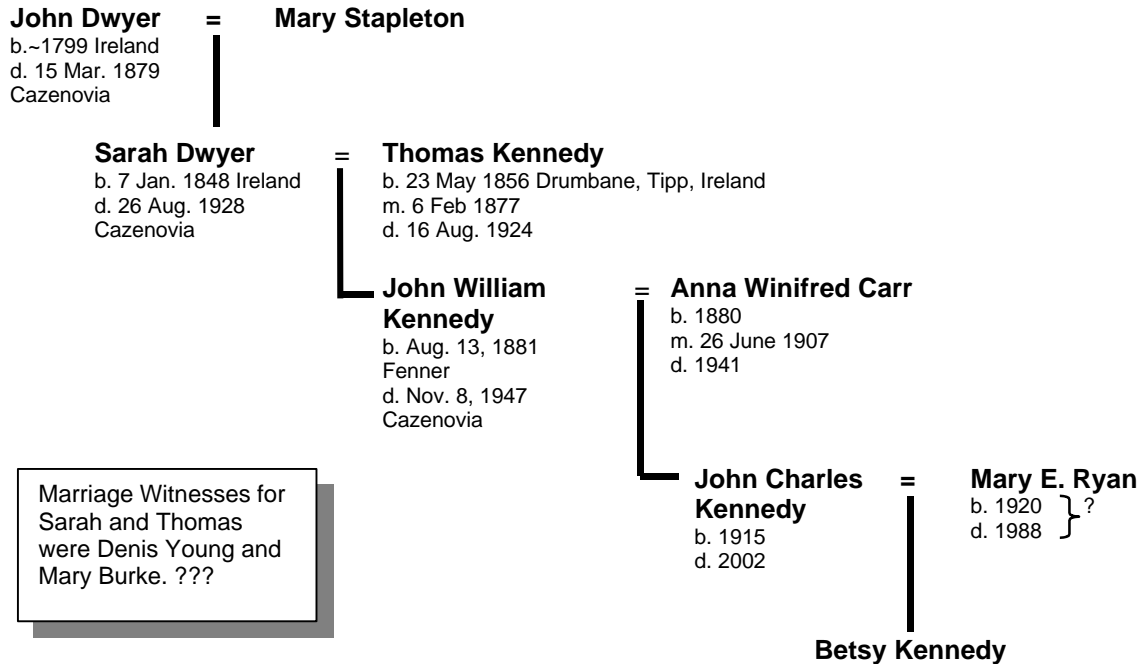 John Dwyer = Mary Stapleton
b.~1799 Ireland
d. 15 Mar. 1879
Cazenovia
Sarah Dwyer = Thomas Kennedy
b. 7 Jan. 1848 Ireland
d. 26 Aug. 1928
Cazenovia
b. 23 May 1856 Drumbane, Tipp, Ireland
m. 6 Feb 1877
d. 16 Aug. 1924
John William
Kennedy
b. Aug. 13, 1881
Fenner
d. Nov. 8, 1947
Cazenovia
= Anna Winifred Carr
b. 1880
m. 26 June 1907
d. 1941
Marriage Witnesses for
Sarah and Thomas
were Denis Young and
Mary Burke. ???
John Charles
Kennedy
b. 1915
d. 2002
= Mary E. Ryan
b. 1920 ?
d. 1988
Betsy Kennedy